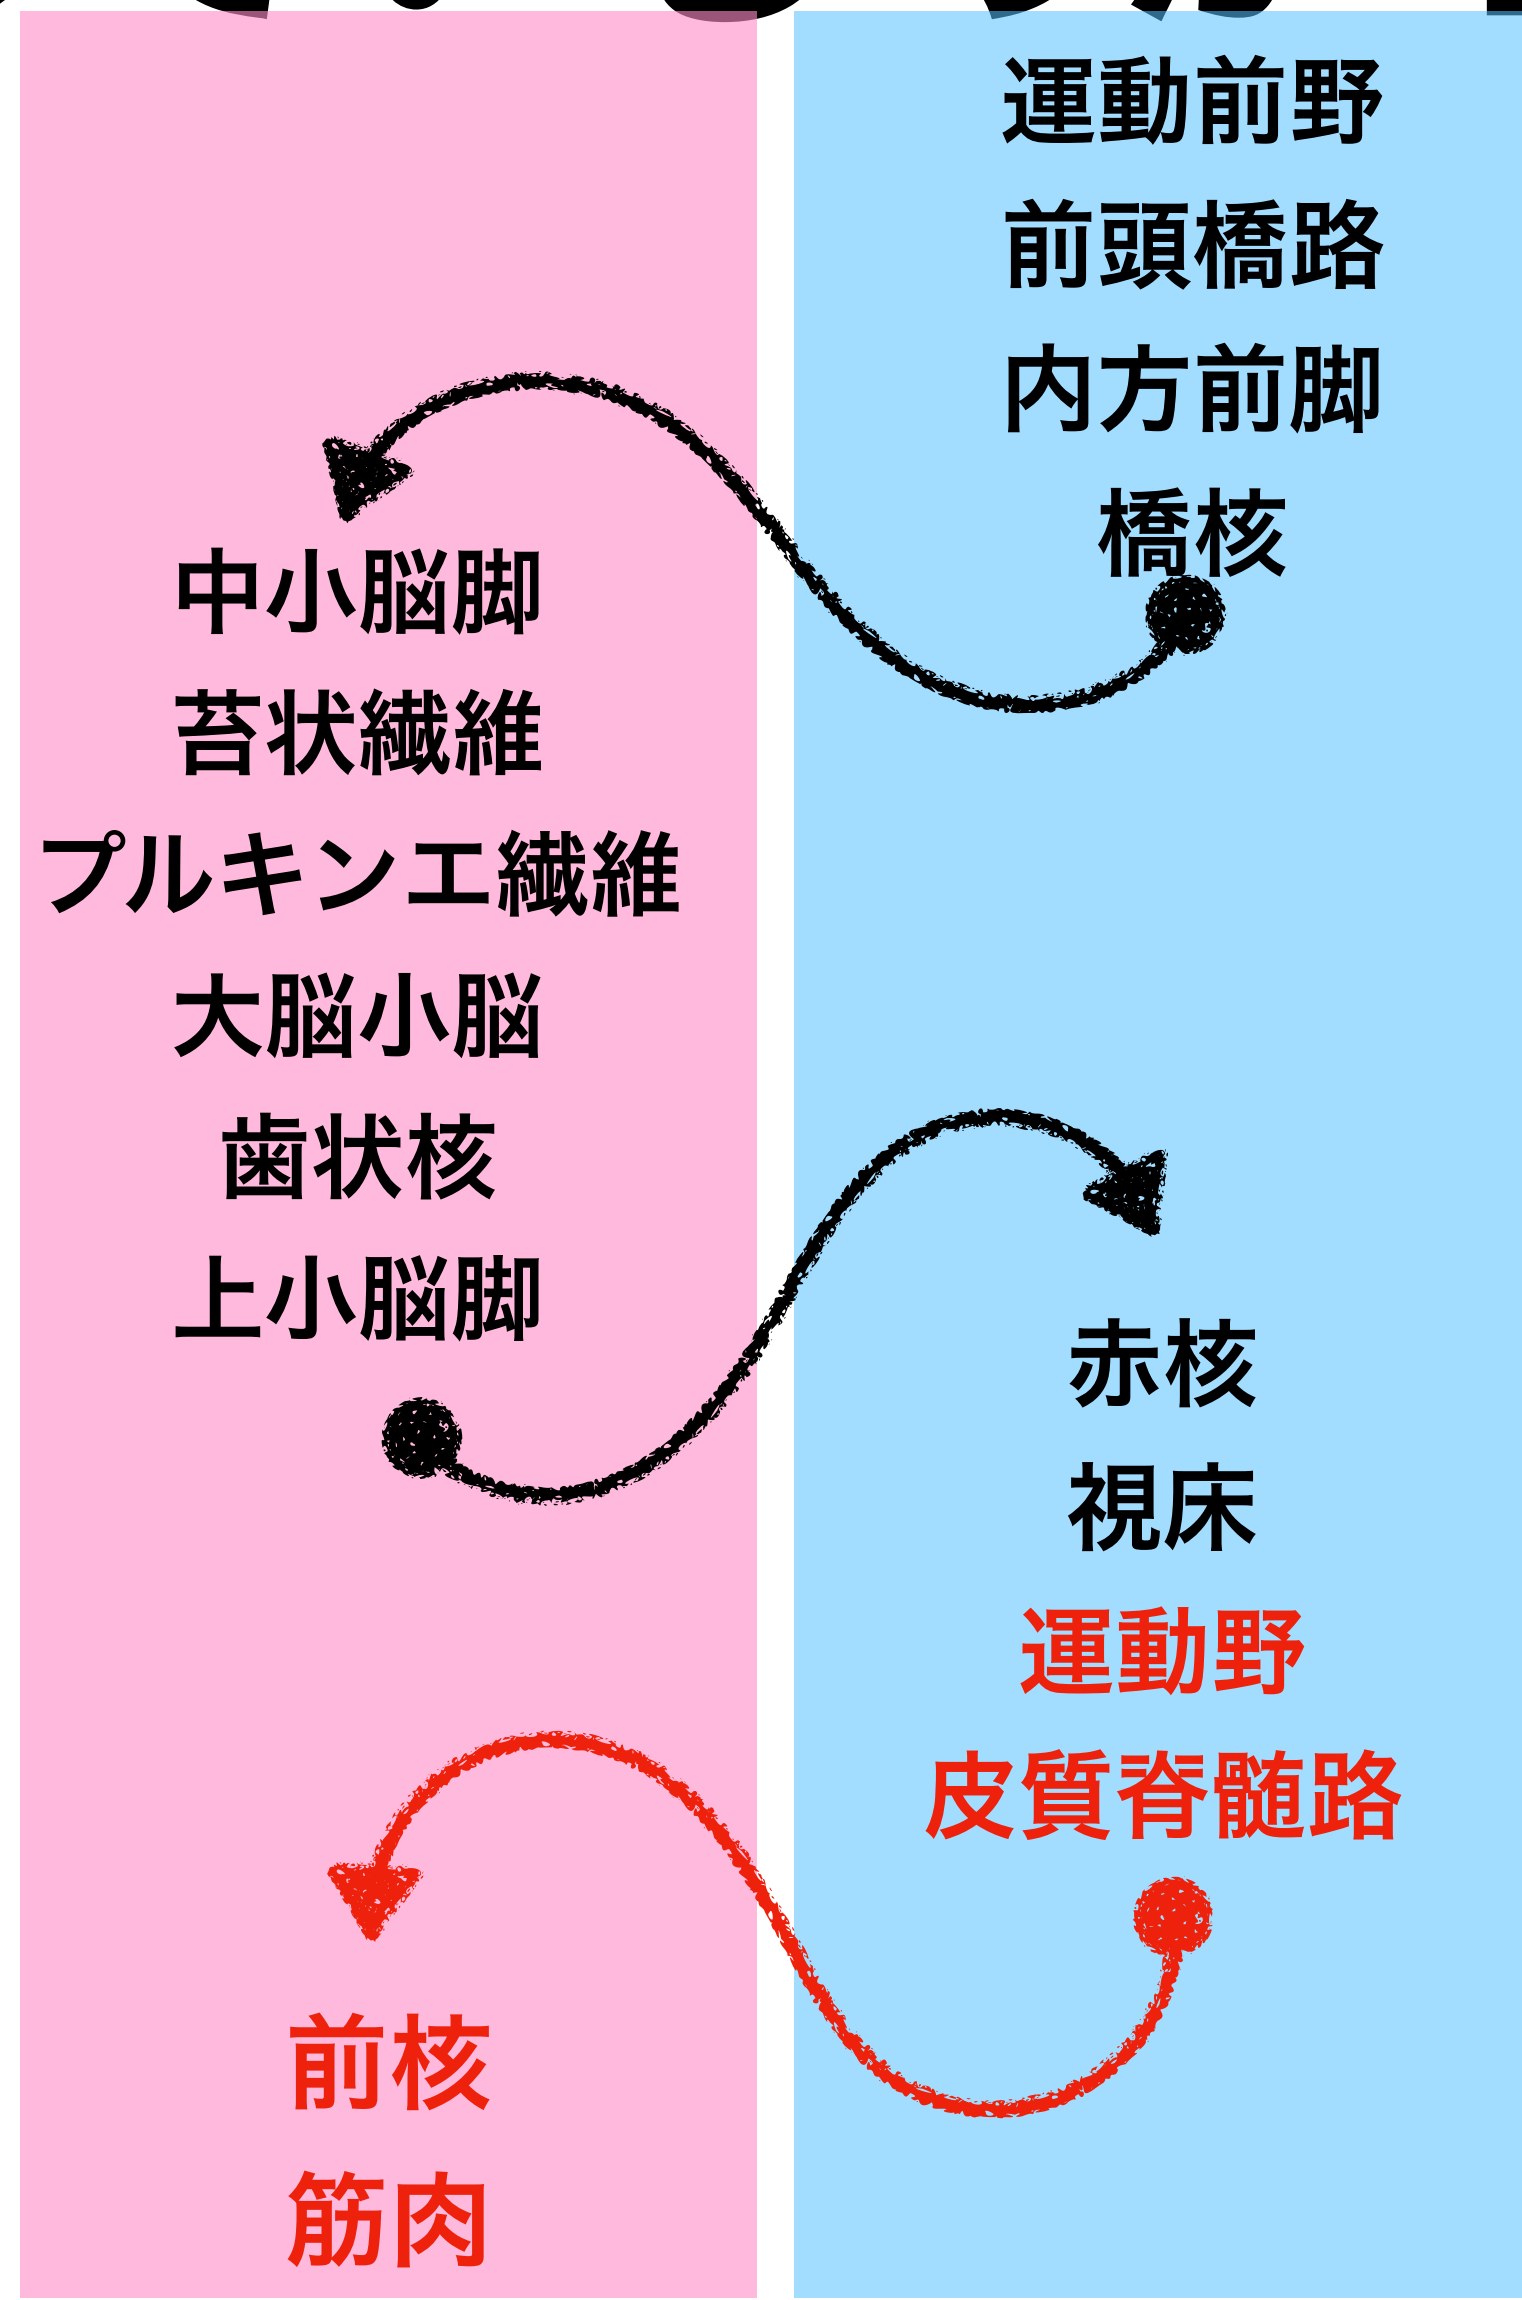 運動前野
前頭橋路
内方前脚
橋核
中小脳脚
苔状繊維
プルキンエ繊維
大脳小脳
歯状核
上小脳脚
赤核
視床
運動野
皮質脊髄路
前核
筋肉